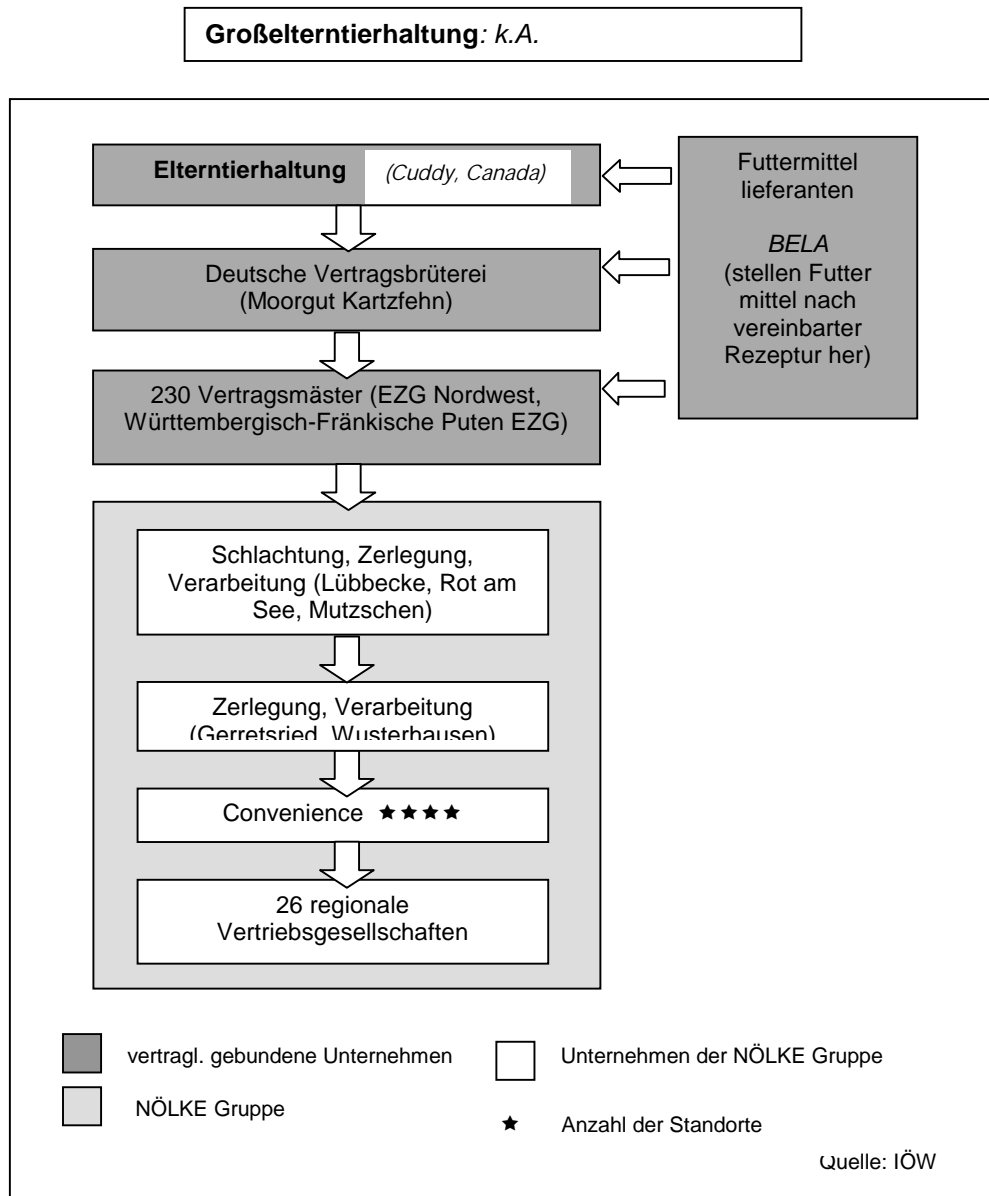 Großelterntierhaltung: k.A.
Elterntierhaltung (Cuddy, Canada)
Futtermittel
lieferanten
BELA
(stellen Futter
mittel nach
vereinbarter
Rezeptur her)
Deutsche Vertragsbrüterei
(Moorgut Kartzfehn)
230 Vertragsmäster (EZG Nordwest,
Württembergisch-Fränkische Puten EZG)
Schlachtung, Zerlegung,
Verarbeitung (Lübbecke, Rot am
See, Mutzschen)
Zerlegung, Verarbeitung
(Gerretsried, Wusterhausen)
Convenience ★★★★
26 regionale
Vertriebsgesellschaften
vertragl. gebundene Unternehmen
Unternehmen der NÖLKE Gruppe
NÖLKE Gruppe
★ Anzahl der Standorte
Quelle: IÖW